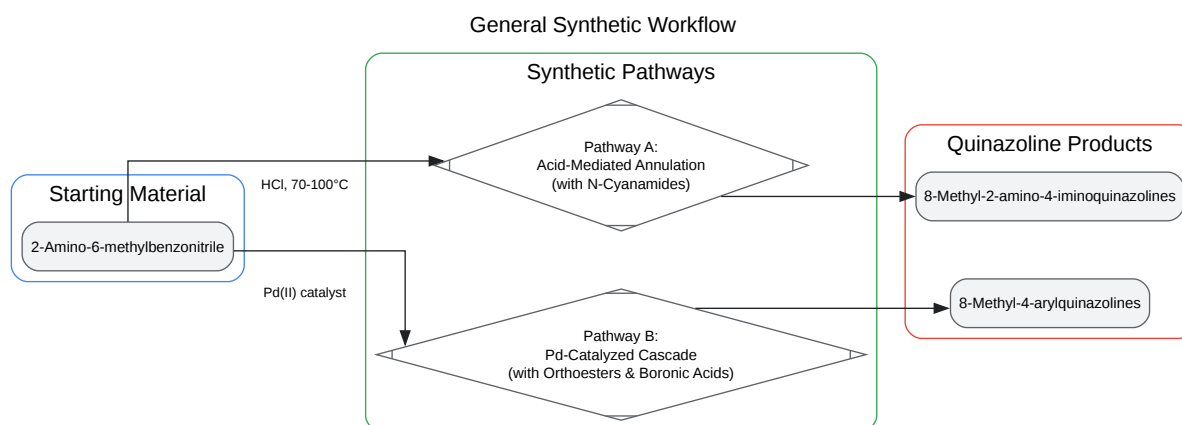 General Synthetic Workflow
Synthetic Pathways
Pathway A:
Acid-Mediated Annulation
(with N-Cyanamides)
Quinazoline Products
HCl, 70-100°C
Starting Material
8-Methyl-2-amino-4-iminoquinazolines
2-Amino-6-methylbenzonitrile
Pd(II) catalyst
8-Methyl-4-arylquinazolines
Pathway B:
Pd-Catalyzed Cascade
(with Orthoesters & Boronic Acids)